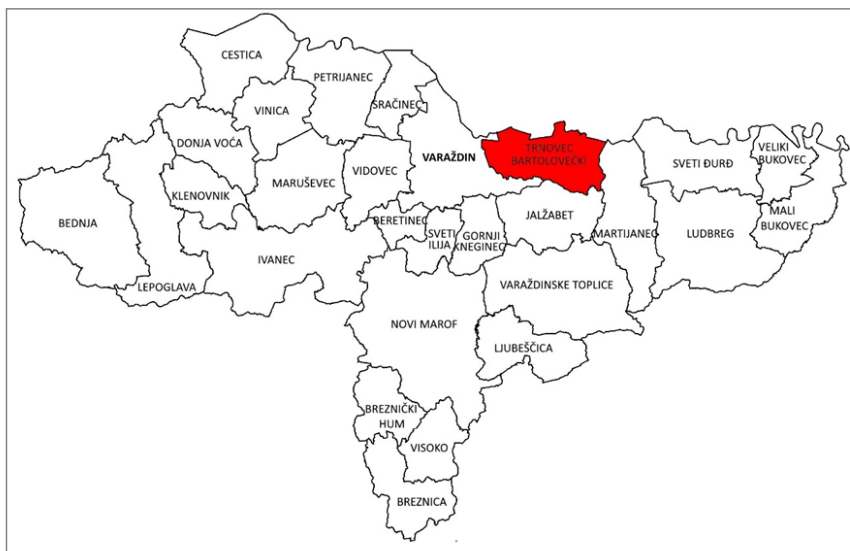 CESTICA
PETRIJANEC
SRAČINEC
VINICA
DONJA VOĆA
VARAŽDIN
TRNOVEC
BARTOLOVEČKI
SVETI ĐURĐ
VELIKI
BUKOVEC
KLENOVNIK
MARUŠEVEC
VIDOVEC
BEDNJA
BERETINEC
SVETI
ILIJA
GORNJI
KNEGINEC
JALŽABET
MARTIJANEC
LUDBREG
MALI
BUKOVEC
IVANEC
LEPOGLAVA
VARAŽDINSKE TOPLICE
NOVI MAROF
LJUBEŠĆICA
BREZNIČKI
HUM
VISOKO
BREZNICA